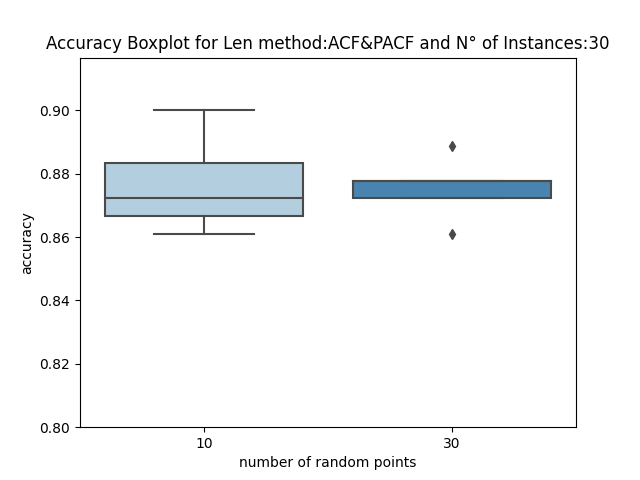 Accuracy Boxplot for Len method:ACF&PACF and N° of Instances:30
0.90
0.88
0.86
0.84
0.82
0.80
accuracy
10
30
number of random points